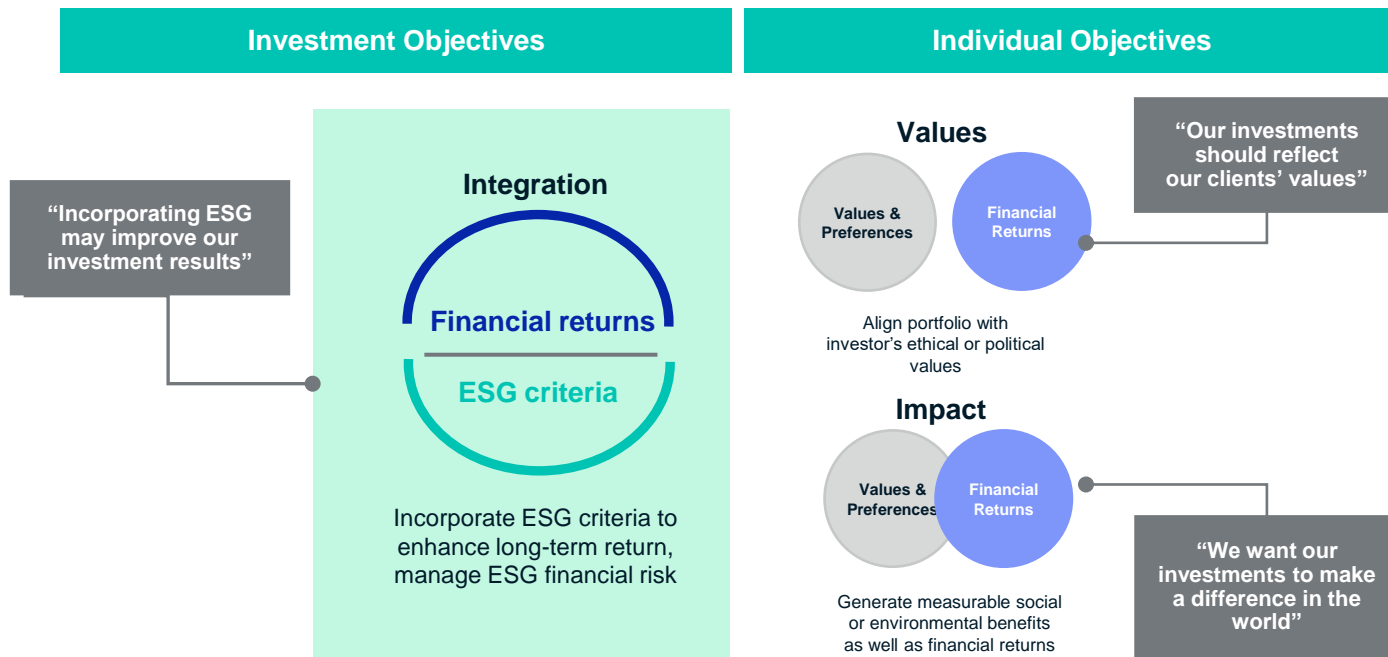 Investment Objectives
Individual Objectives
“Incorporating ESG
may improve our
investment results”
Integration
Financial returns
ESG criteria
Incorporate ESG criteria to
enhance long-term return,
manage ESG financial risk
Values
Values &
Preferences
Financial
Returns
“Our investments
should reflect
our clients’ values”
Align portfolio with
investor’s ethical or political
values
Impact
Values &
Preferences
Financial
Returns
Generate measurable social
or environmental benefits
as well as financial returns
“We want our
investments to make
a difference in the
world”